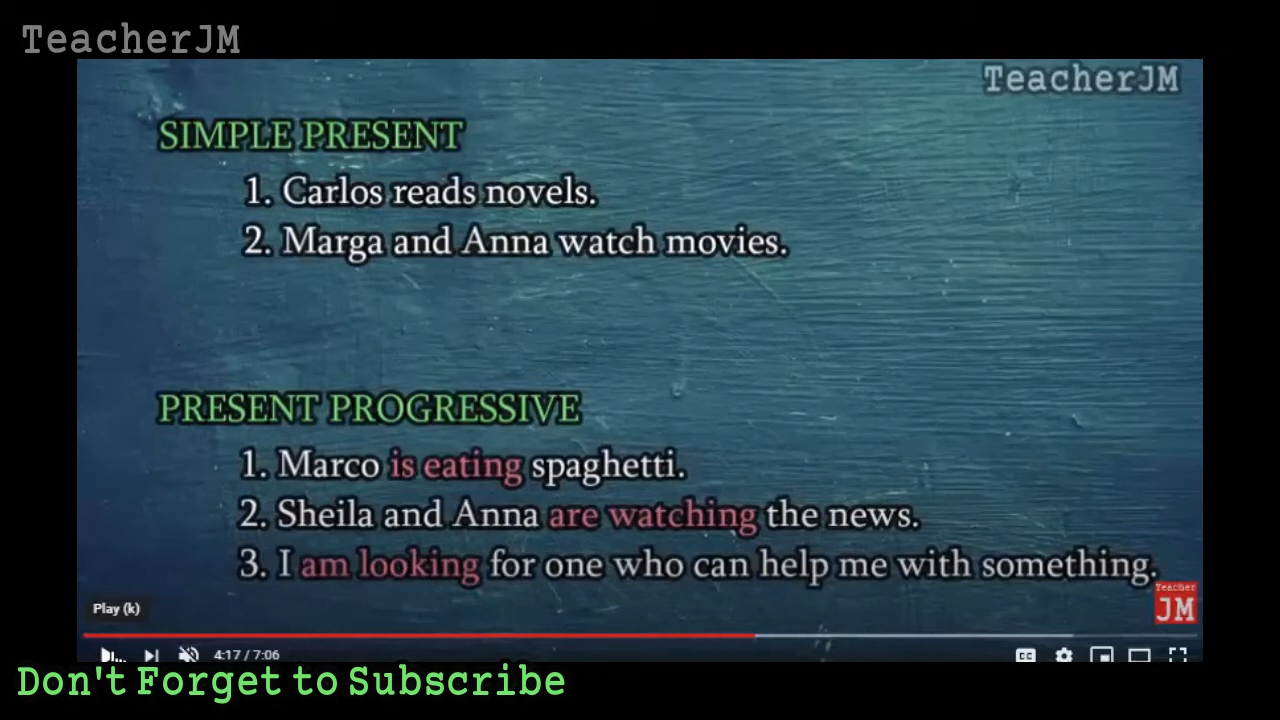 TeacherJM
TeacherJM
SIMPLE PRESENT
1. Carlos reads novels.
2. Marga and Anna watch movies.
PRESENT PROGRESSIVE
1. Marco is eating spaghetti.
2. Sheila and Anna are watching the news.
3. I am looking for one who can help me with something.
Teacher
JM
Play (k)
4:17 / 7:06
CC
Don't Forget to Subscribe